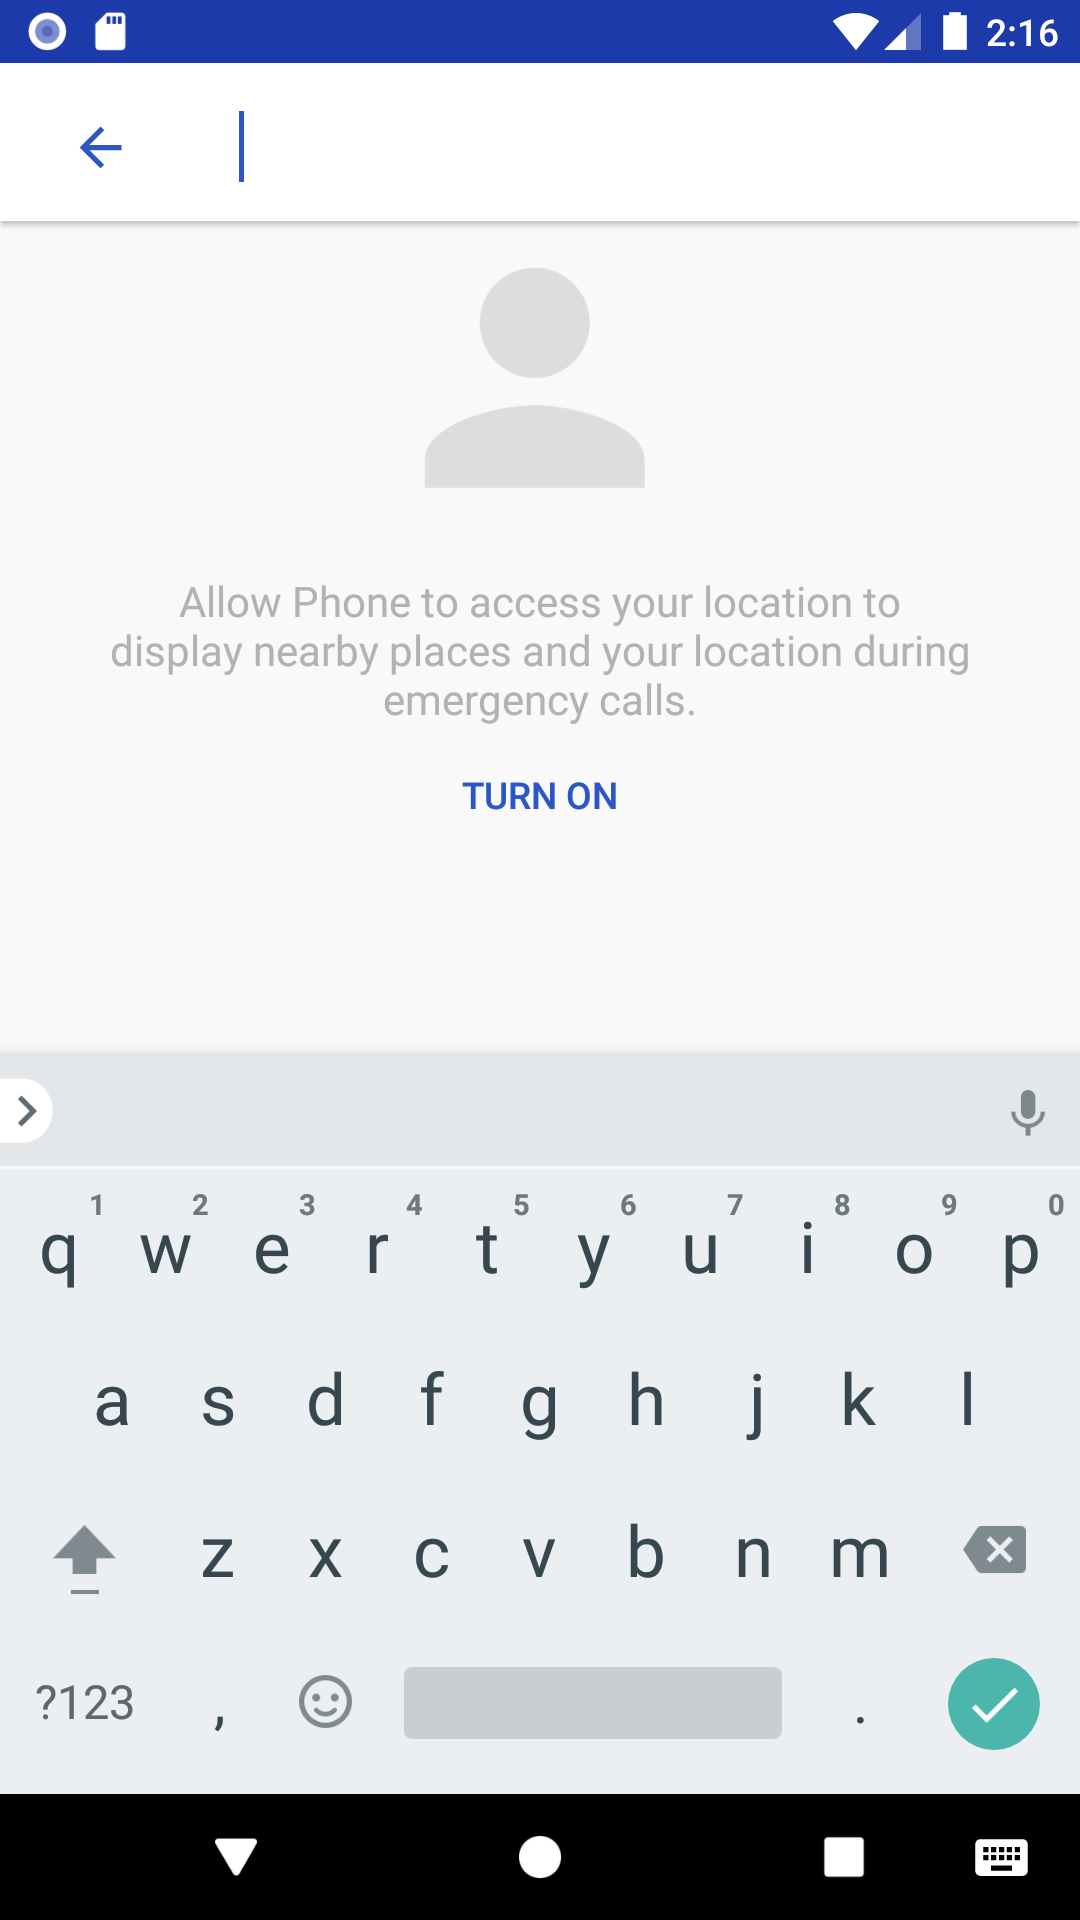 2:16
Allow Phone to access your location to
display nearby places and your location during
emergency calls.
TURN ON
1 2 3 4 5 6 7 8 9 0
q w e r t y u i o p
a s d f g h j k l
z x c v b n m
?123 , .